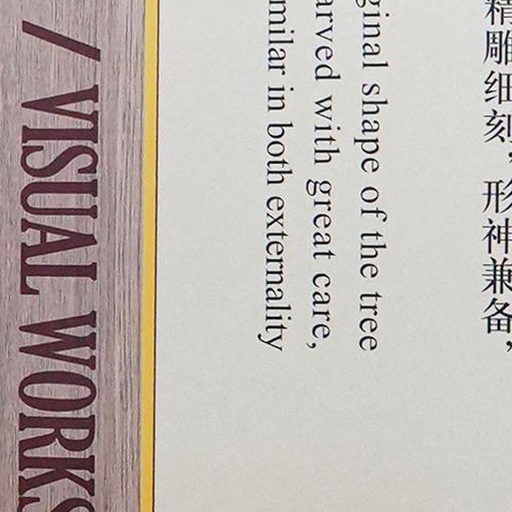 精雕细刻，形神兼备，
ginal shape of the tree
arved with great care,
milar in both externality
/ VISUAL WORKS